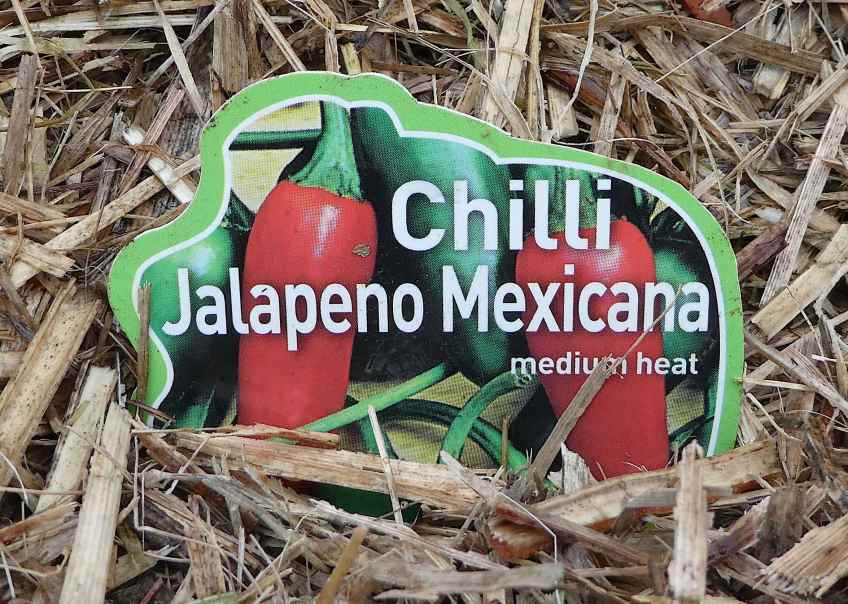 Chilli
Jalapeno Mexicana
medium heat